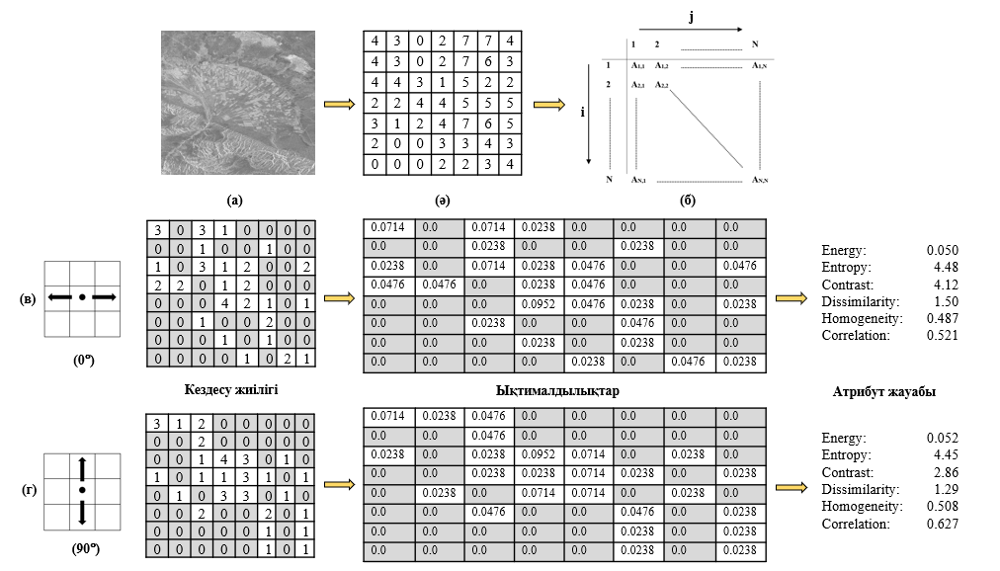 j
4 3 0 2 7 7 4
4 3 0 2 7 6 3
4 4 3 1 5 2 2
2 2 4 4 5 5 5
3 1 2 4 7 6 5
2 0 0 3 3 4 3
0 0 0 2 2 3 4
1 2 N
1 A1,1 A1,2 A1,N
2 A2,1 A2,2
i
N AN,1 AN,N
(а) (ә) (б)
(в)
(0°)
3 0 3 1 0 0 0 0
0 0 1 0 0 1 0 0
1 0 3 1 2 0 0 2
2 2 0 1 2 0 0 0
0 0 0 4 2 1 0 1
0 0 1 0 0 2 0 0
0 0 0 1 0 1 0 0
0 0 0 0 1 0 2 1
0.0714 0.0 0.0714 0.0238 0.0 0.0 0.0 0.0
0.0 0.0 0.0238 0.0 0.0 0.0238 0.0 0.0
0.0238 0.0 0.0714 0.0238 0.0476 0.0 0.0 0.0476
0.0476 0.0476 0.0 0.0238 0.0476 0.0 0.0 0.0
0.0 0.0 0.0 0.0952 0.0476 0.0238 0.0 0.0238
0.0 0.0 0.0238 0.0 0.0 0.0476 0.0 0.0
0.0 0.0 0.0 0.0238 0.0 0.0238 0.0 0.0
0.0 0.0 0.0 0.0 0.0238 0.0 0.0476 0.0238
Energy: 0.050
Entropy: 4.48
Contrast: 4.12
Dissimilarity: 1.50
Homogeneity: 0.487
Correlation: 0.521
Кездесу жиілігі Ықтималдылықтар Атрибут жауабы
(г)
(90°)
3 1 2 0 0 0 0 0
0 0 2 0 0 0 0 0
0 0 1 4 3 0 1 0
1 0 1 1 3 1 0 1
0 1 0 3 3 0 1 0
0 0 2 0 0 2 0 1
0 0 0 0 0 1 0 1
0 0 0 0 0 1 0 1
0.0714 0.0238 0.0476 0.0 0.0 0.0 0.0 0.0
0.0 0.0 0.0476 0.0 0.0 0.0 0.0 0.0
0.0238 0.0 0.0238 0.0952 0.0714 0.0 0.0238 0.0
0.0 0.0 0.0238 0.0238 0.0714 0.0238 0.0 0.0238
0.0 0.0238 0.0 0.0714 0.0714 0.0 0.0238 0.0
0.0 0.0 0.0476 0.0 0.0 0.0476 0.0 0.0238
0.0 0.0 0.0 0.0 0.0 0.0238 0.0 0.0238
0.0 0.0 0.0 0.0 0.0 0.0238 0.0 0.0238
Energy: 0.052
Entropy: 4.45
Contrast: 2.86
Dissimilarity: 1.29
Homogeneity: 0.508
Correlation: 0.627